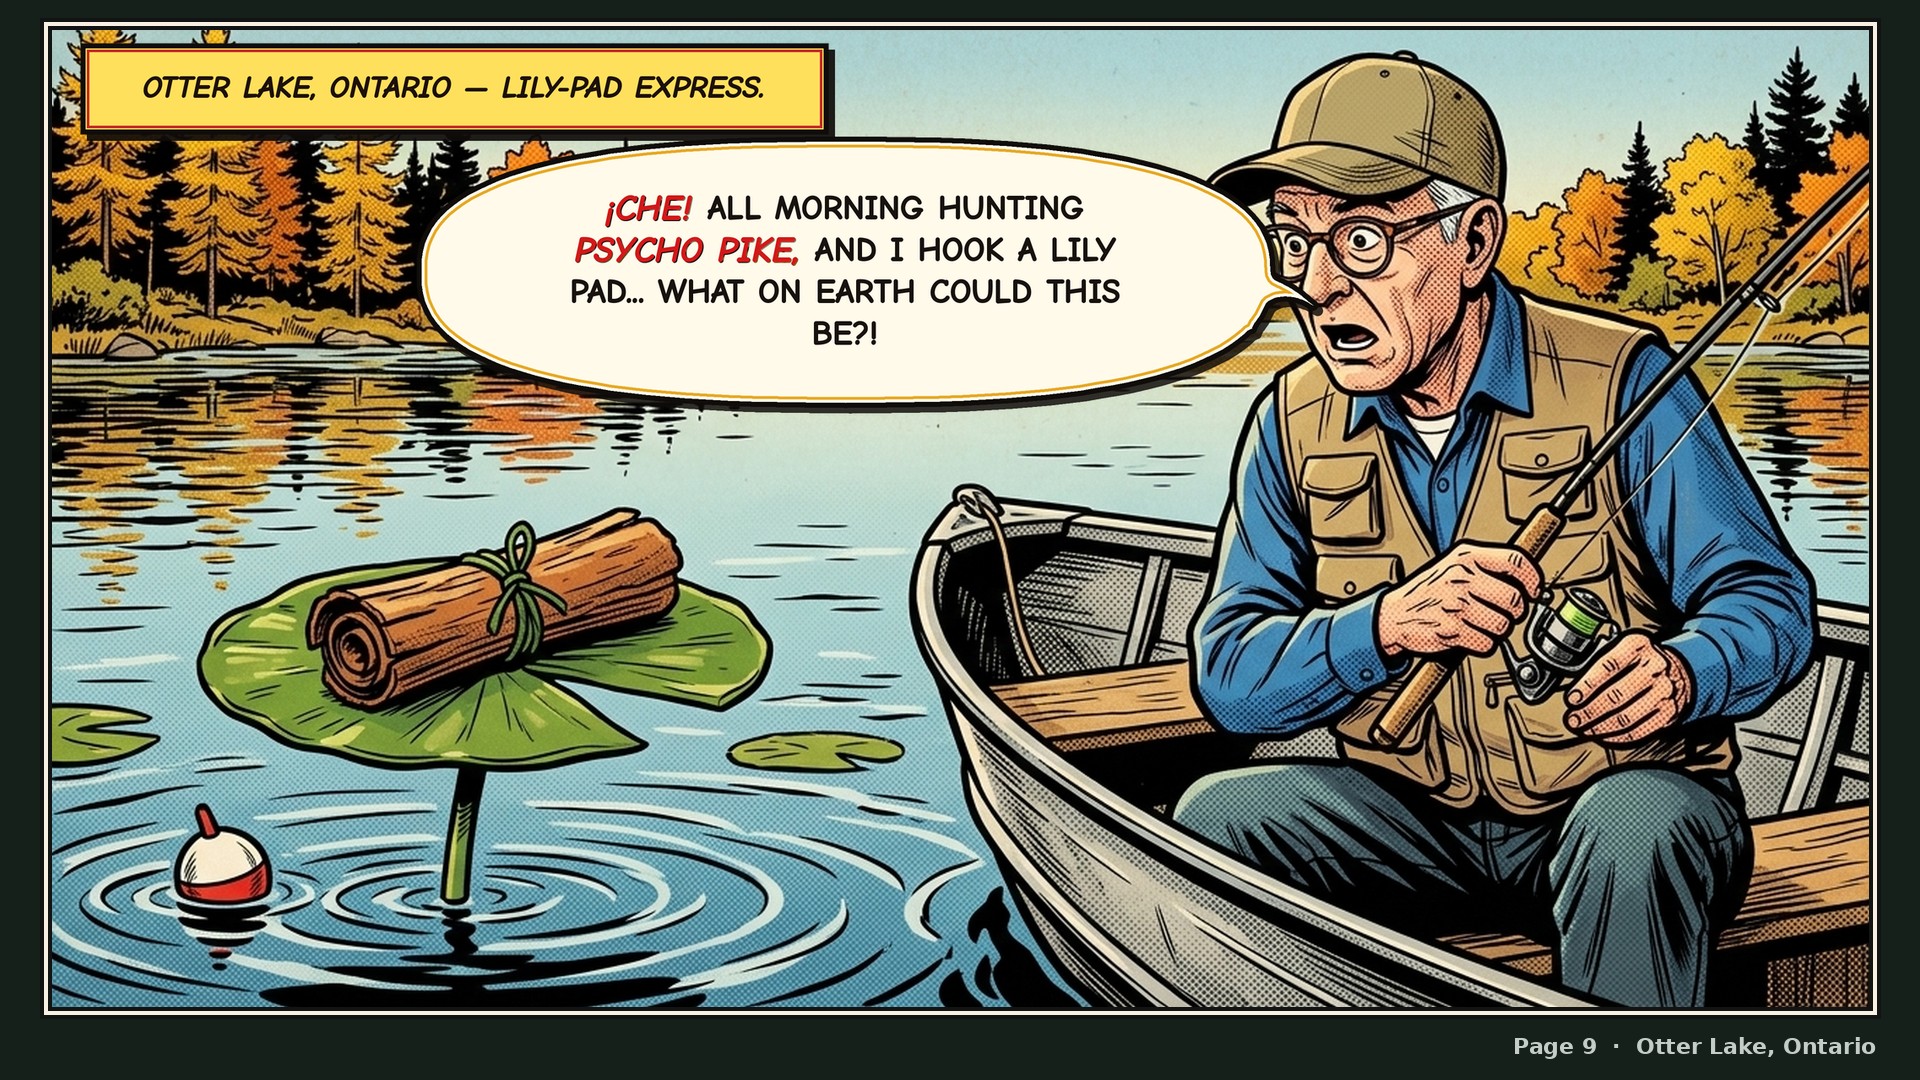 OTTER LAKE, ONTARIO — LILY-PAD EXPRESS.
¡CHE! ALL MORNING HUNTING
PSYCHO PIKE, AND I HOOK A LILY
PAD... WHAT ON EARTH COULD THIS
BE?!
Page 9 · Otter Lake, Ontario